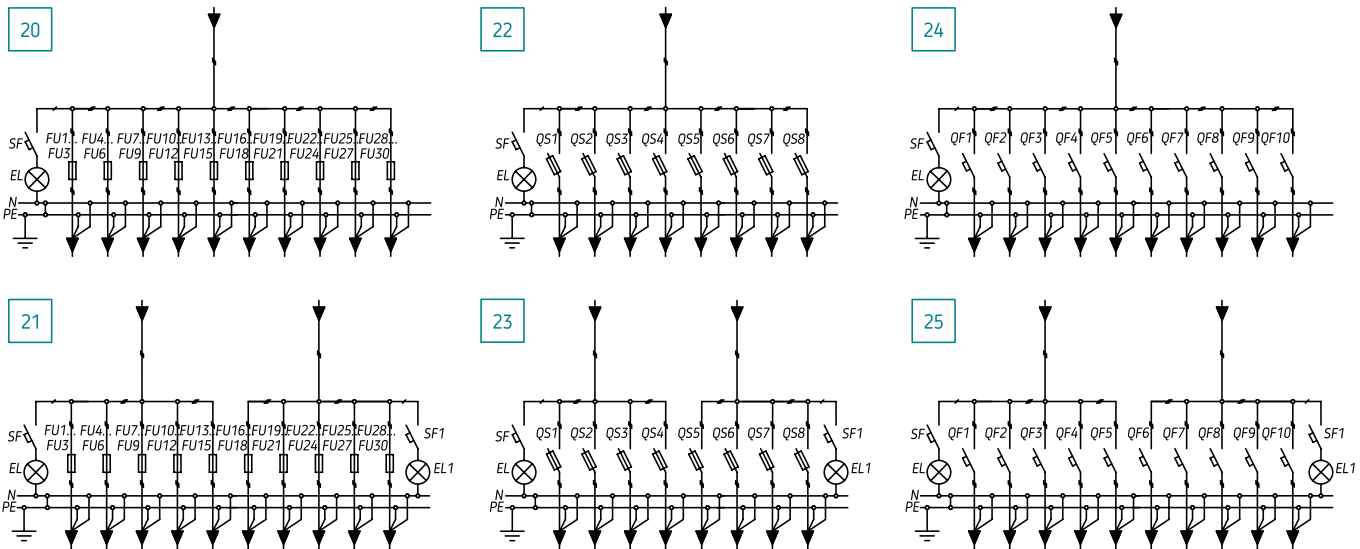 20
FU1... FU4... FU7... FU10... FU13... FU16... FU19... FU22... FU25... FU28...
SF FU3 FU6 FU9 FU12 FU15 FU18 FU21 FU24 FU27 FU30
EL
N
PE
22
SF QS1 QS2 QS3 QS4 QS5 QS6 QS7 QS8
EL
N
PE
24
SF QF1 QF2 QF3 QF4 QF5 QF6 QF7 QF8 QF9 QF10
EL
N
PE
21
FU1... FU4... FU7... FU10... FU13... FU16... FU19... FU22... FU25... FU28...
SF FU3 FU6 FU9 FU12 FU15 FU18 FU21 FU24 FU27 FU30 SF1
EL EL1
N
PE
23
SF QS1 QS2 QS3 QS4 QS5 QS6 QS7 QS8 SF1
EL EL1
N
PE
25
SF QF1 QF2 QF3 QF4 QF5 QF6 QF7 QF8 QF9 QF10 SF1
EL EL1
N
PE